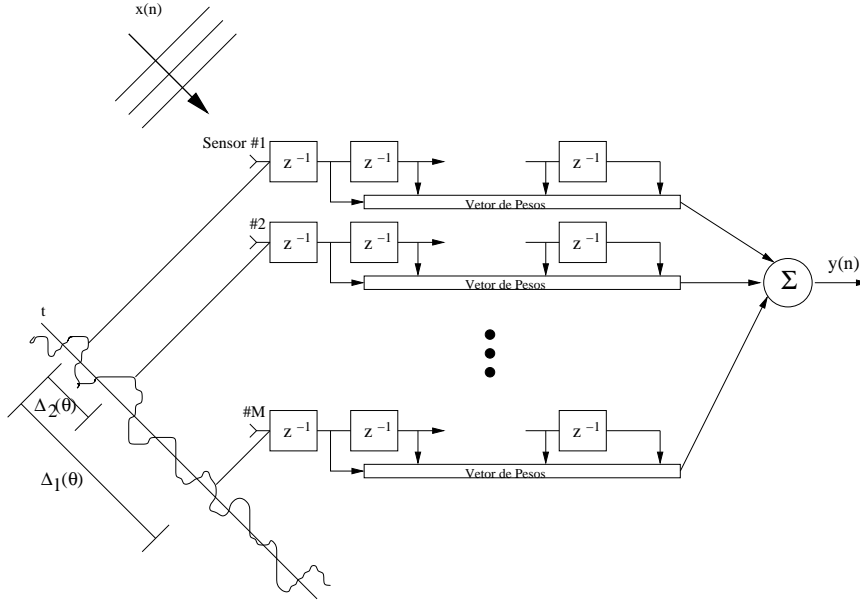 x(n)
Sensor #1
z⁻¹ z⁻¹ z⁻¹
Vetor de Pesos
#2
z⁻¹ z⁻¹ z⁻¹
Vetor de Pesos
Σ
y(n)
t
Δ₂(θ)
Δ₁(θ)
#M
z⁻¹ z⁻¹ z⁻¹
Vetor de Pesos